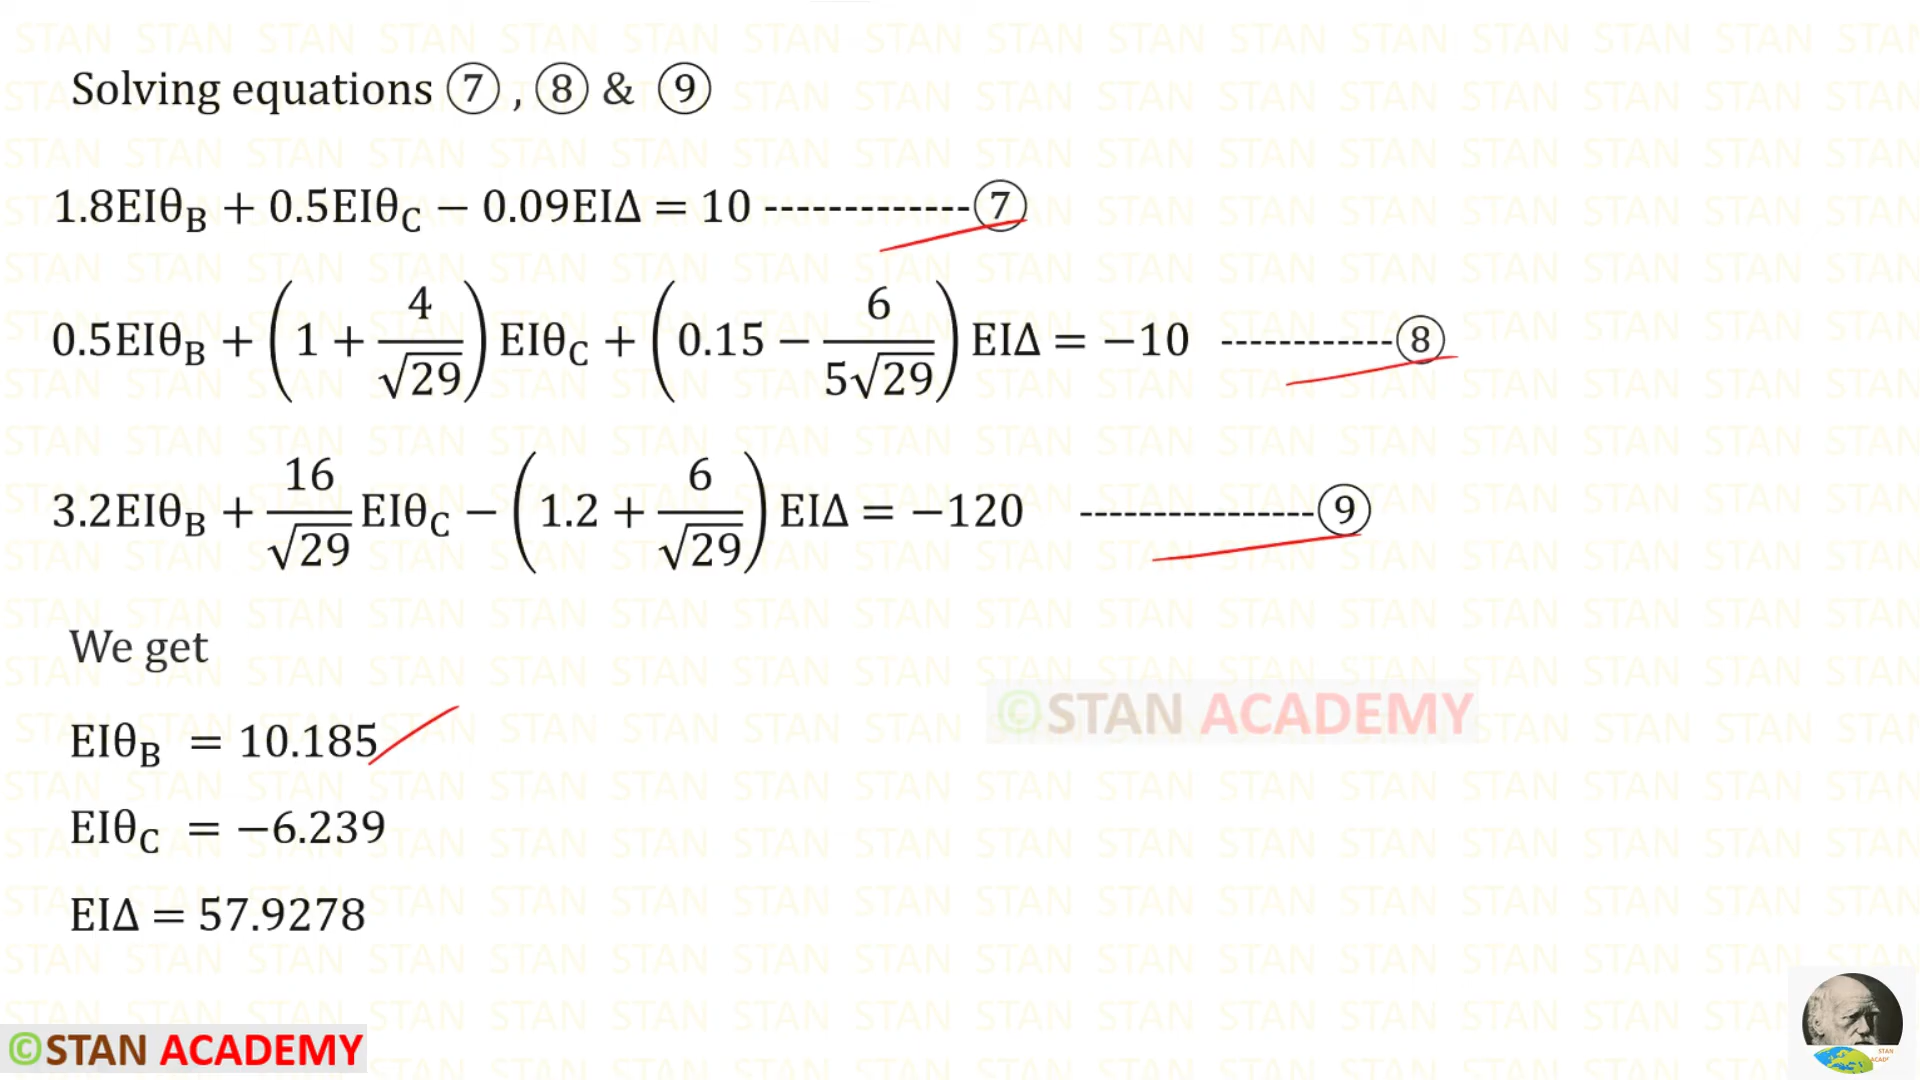 Solving equations ⑦ , ⑧ & ⑨
1.8EIθ_B + 0.5EIθ_C − 0.09EIΔ = 10 --------------⑦
0.5EIθ_B + (1 + 4/√29) EIθ_C + (0.15 − 6/(5√29)) EIΔ = −10 ------------⑧
3.2EIθ_B + 16/√29 EIθ_C − (1.2 + 6/√29) EIΔ = −120 ----------------⑨
We get
EIθ_B = 10.185
©STAN ACADEMY
EIθ_C = −6.239
EIΔ = 57.9278
©STAN ACADEMY